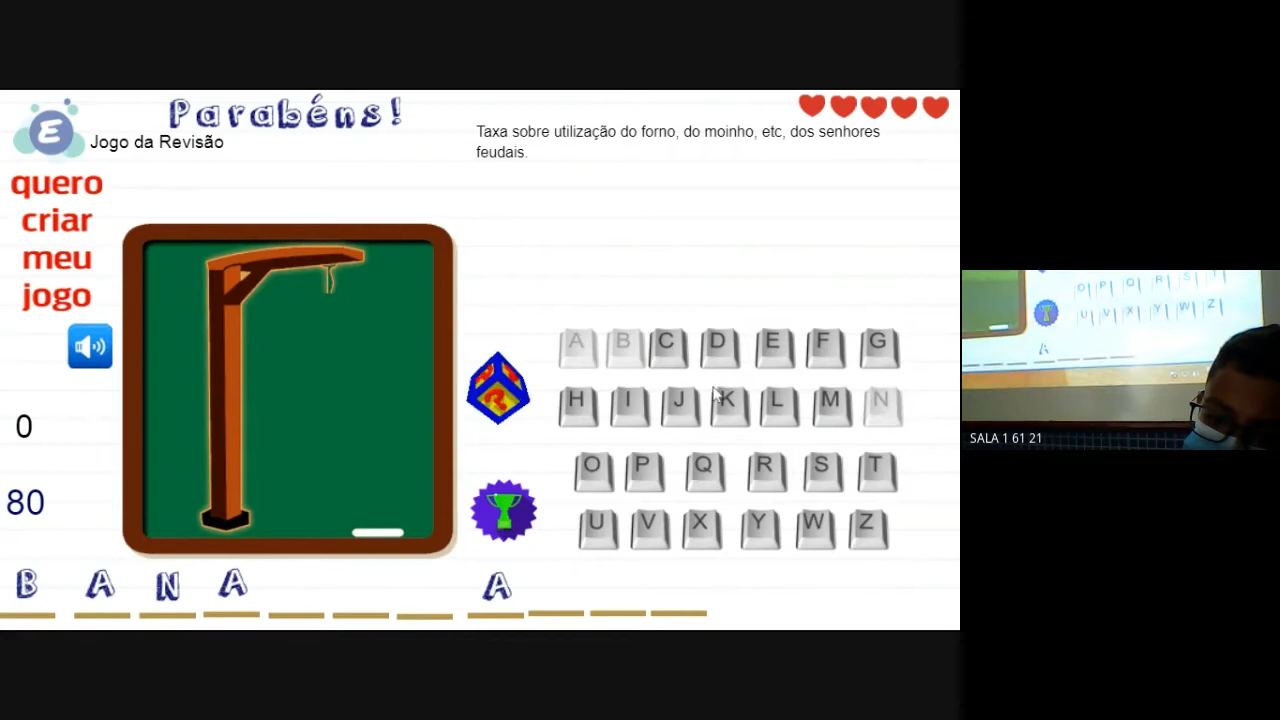 Parabéns!
E
Jogo da Revisão
Taxa sobre utilização do forno, do moinho, etc, dos senhores
feudais.
quero
criar
meu
jogo
0
80
A B C D E F G
H I J K L M N
O P Q R S T
U V X Y W Z
B A N A A
O P Q R S T
U V X Y W Z
A
SALA 1 61 21